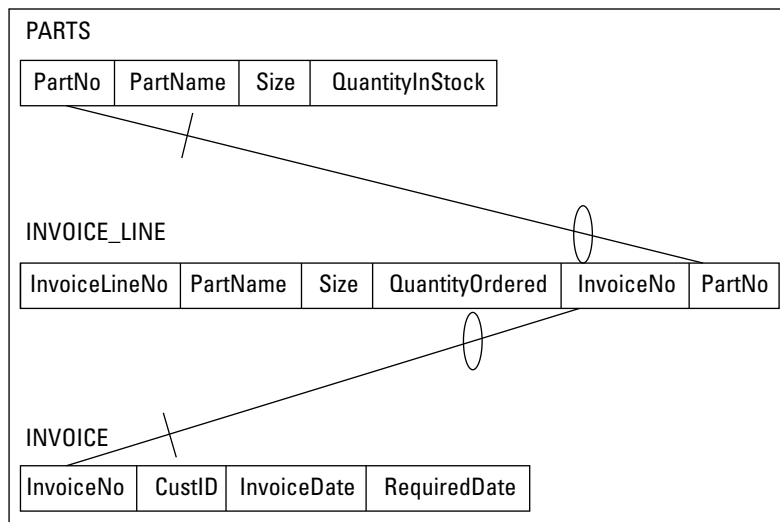 PARTS
PartNo PartName Size QuantityInStock
INVOICE_LINE
InvoiceLineNo PartName Size QuantityOrdered InvoiceNo PartNo
INVOICE
InvoiceNo CustID InvoiceDate RequiredDate